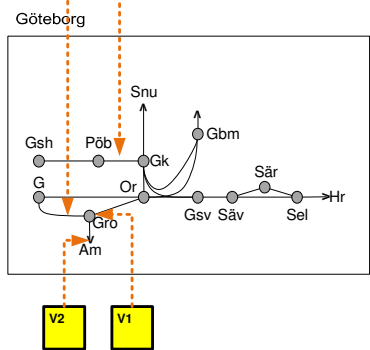 Göteborg
Snu
Gbm
Gsh
Pöb
Gk
Sär
G
Or
Hr
Gro
Gsv
Säv
Sel
Am
V2
V1